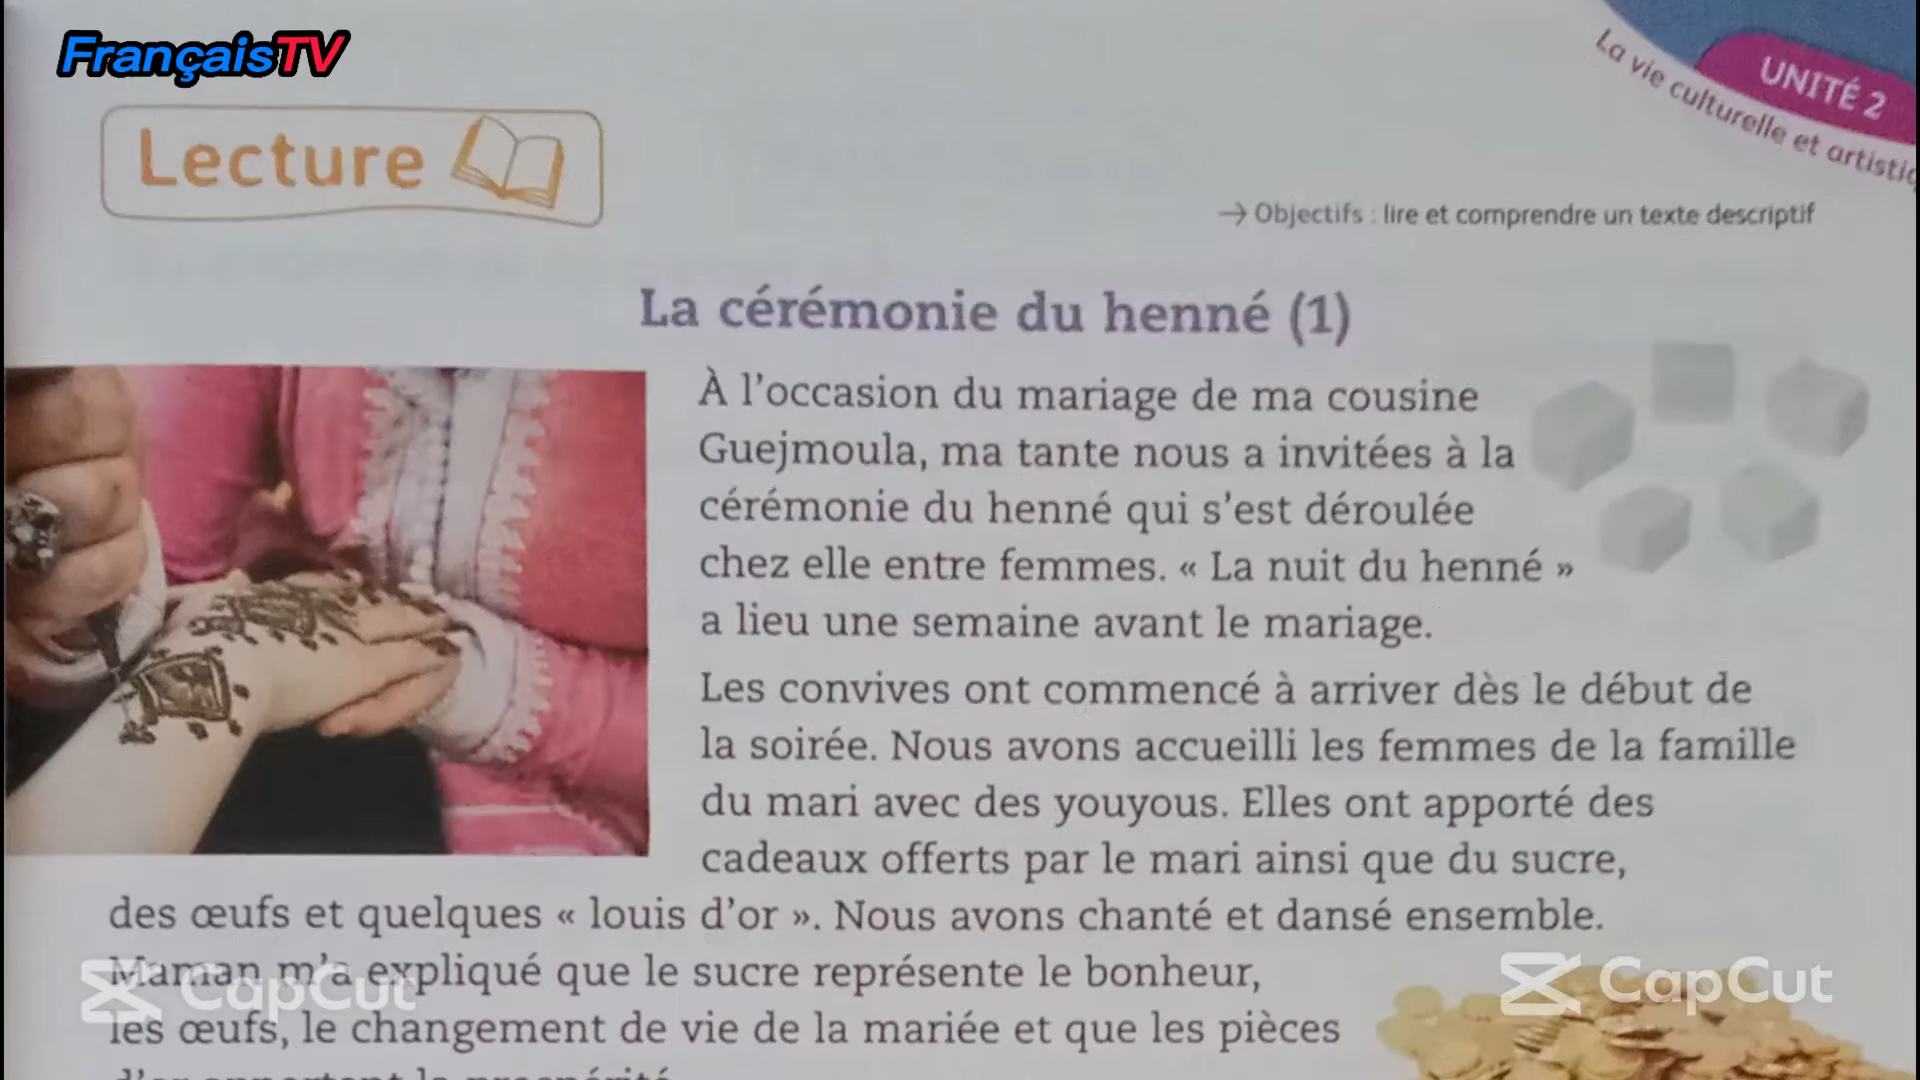 FrançaisTV
UNITÉ 2
La vie culturelle et
Lecture
→ Objectifs : lire et comprendre un texte descriptif
La cérémonie du henné (1)
À l'occasion du mariage de ma cousine
Guejmoula, ma tante nous a invitées à la
cérémonie du henné qui s'est déroulée
chez elle entre femmes. « La nuit du henné »
a lieu une semaine avant le mariage.
Les convives ont commencé à arriver dès le début de
la soirée. Nous avons accueilli les femmes de la famille
du mari avec des youyous. Elles ont apporté des
cadeaux offerts par le mari ainsi que du sucre,
des œufs et quelques « louis d'or ». Nous avons chanté et dansé ensemble.
Maman m'a expliqué que le sucre représente le bonheur,
les œufs, le changement de vie de la mariée et que les pièces
d'or apportent la prospérité.
CapCut
CapCut